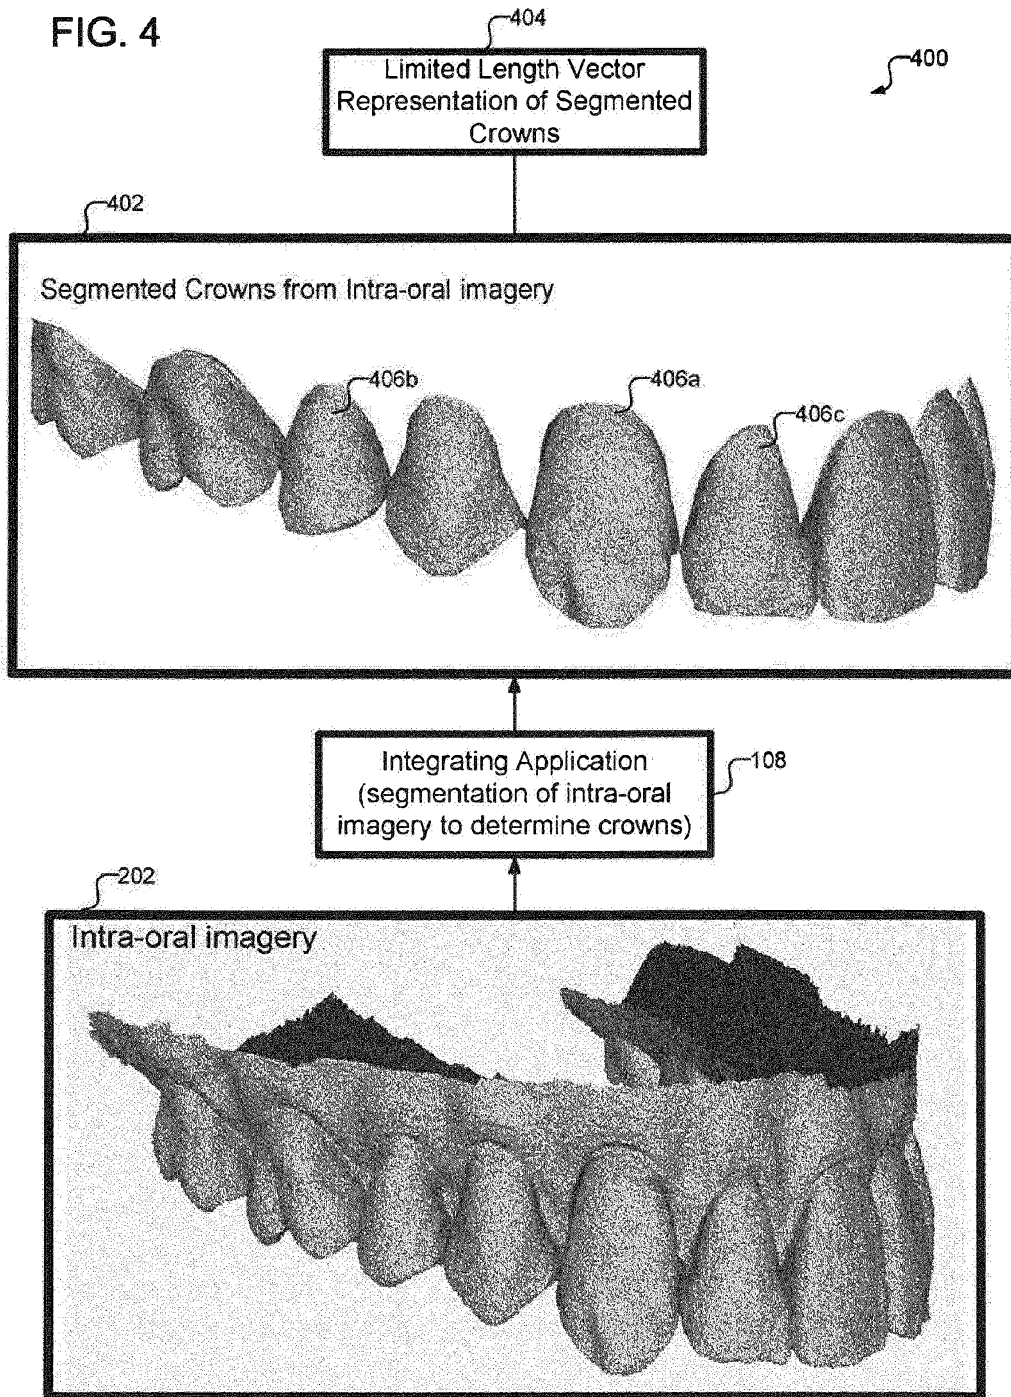 FIG. 4
404
400
Limited Length Vector
Representation of Segmented
Crowns
402
Segmented Crowns from Intra-oral imagery
406b
406a
406c
Integrating Application
(segmentation of intra-oral
imagery to determine crowns)
108
202
Intra-oral imagery